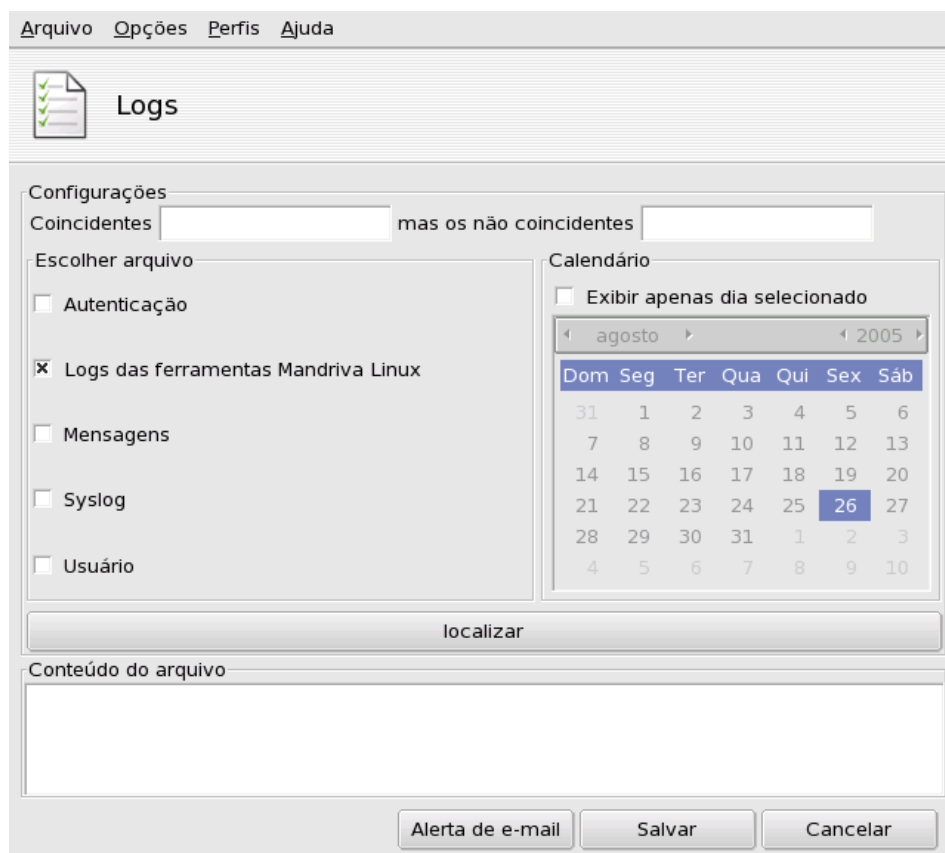 Arquivo Opções Perfis Ajuda
Logs
Configurações
Coincidentes mas os não coincidentes
Escolher arquivo
Autenticação
Logs das ferramentas Mandriva Linux
Mensagens
Syslog
Usuário
Calendário
Exibir apenas dia selecionado
agosto 2005
Dom Seg Ter Qua Qui Sex Sáb
31 1 2 3 4 5 6
7 8 9 10 11 12 13
14 15 16 17 18 19 20
21 22 23 24 25 26 27
28 29 30 31 1 2 3
4 5 6 7 8 9 10
localizar
Conteúdo do arquivo
Alerta de e-mail Salvar Cancelar